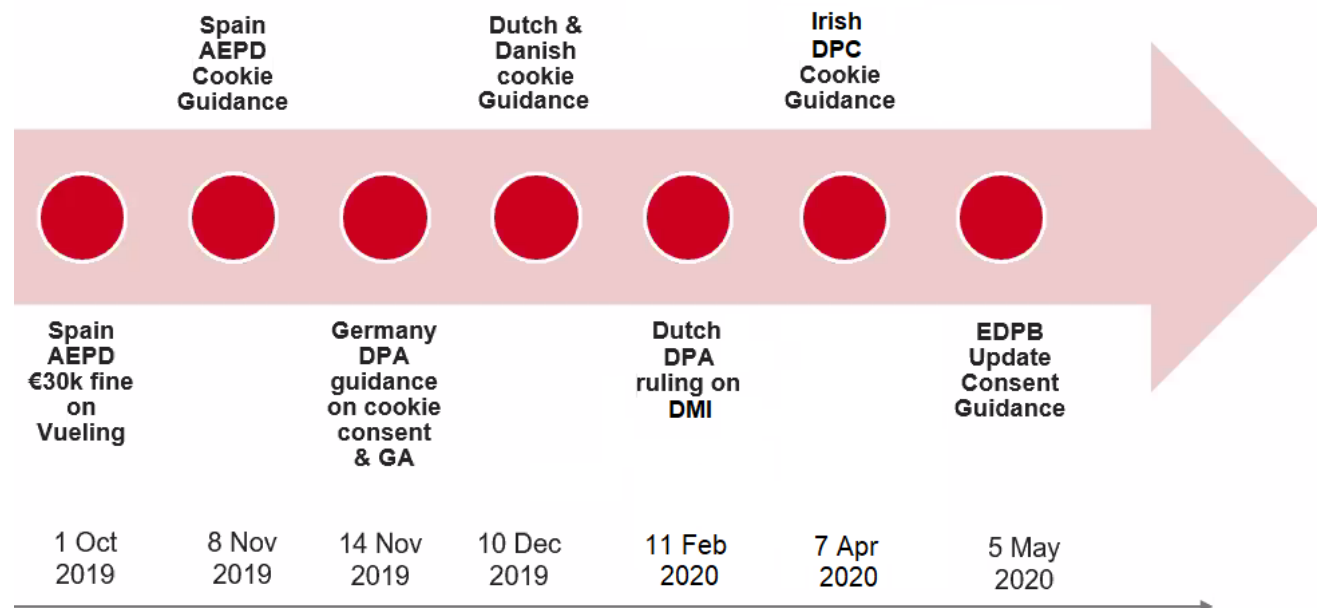 Spain
AEPD
Cookie
Guidance
Dutch &
Danish
cookie
Guidance
Irish
DPC
Cookie
Guidance
Spain
AEPD
€30k fine
on
Vueling
Germany
DPA
guidance
on cookie
consent
& GA
Dutch
DPA
ruling on
DMI
EDPB
Update
Consent
Guidance
1 Oct
2019
8 Nov
2019
14 Nov
2019
10 Dec
2019
11 Feb
2020
7 Apr
2020
5 May
2020